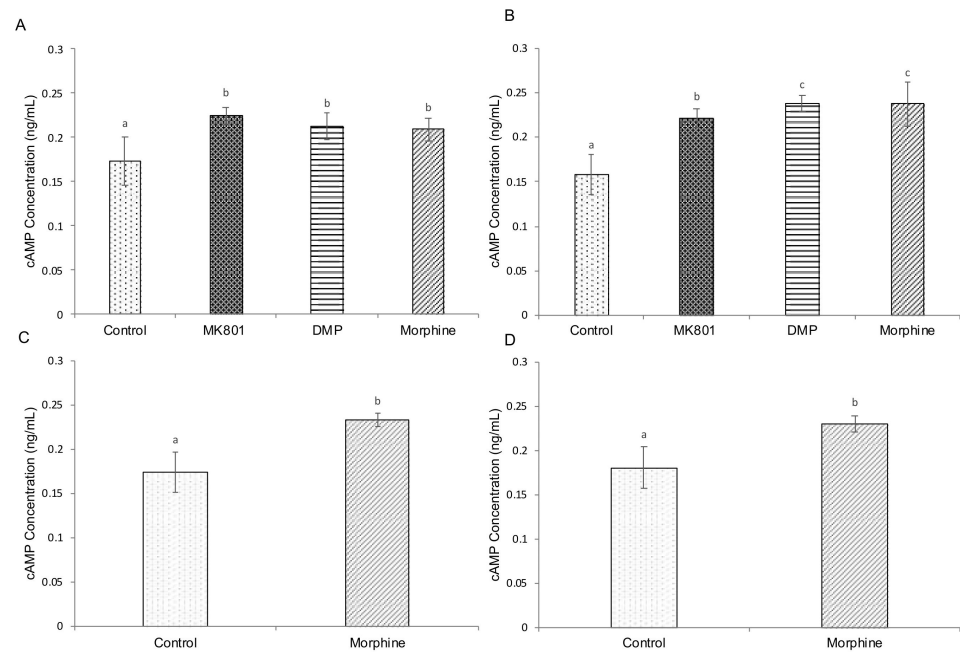 A
cAMP Concentration (ng/mL)
0.3
0.25
0.2
0.15
0.1
0.05
0
a
b
b
b
Control
MK801
DMP
Morphine
B
cAMP Concentration (ng/mL)
0.3
0.25
0.2
0.15
0.1
0.05
0
a
b
c
c
Control
MK801
DMP
Morphine
C
cAMP Concentration (ng/mL)
0.3
0.25
0.2
0.15
0.1
0.05
0
a
b
Control
Morphine
D
cAMP Concentration (ng/mL)
0.3
0.25
0.2
0.15
0.1
0.05
0
a
b
Control
Morphine